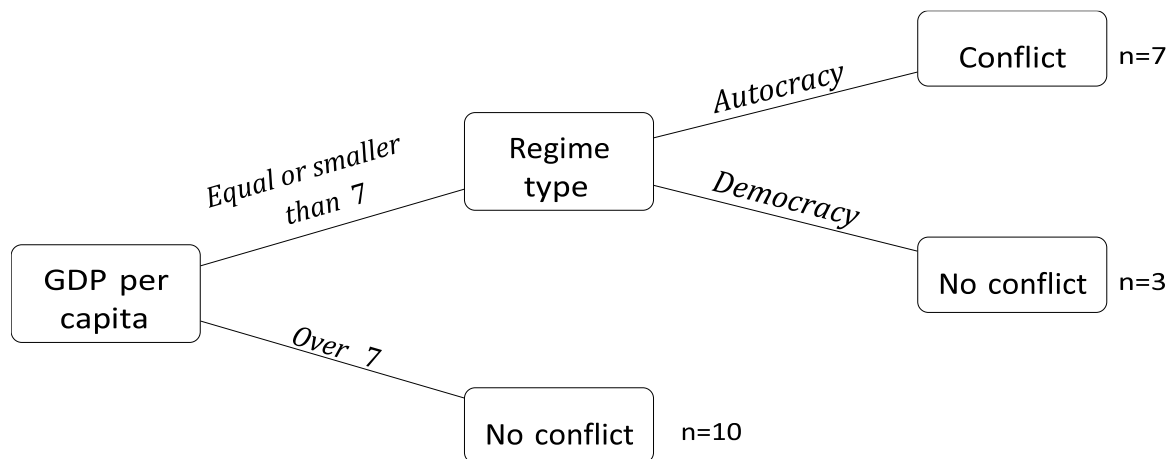 GDP per
capita
Equal or smaller
than 7
Over 7
Regime
type
No conflict
n=10
Autocracy
Democracy
Conflict
n=7
No conflict
n=3